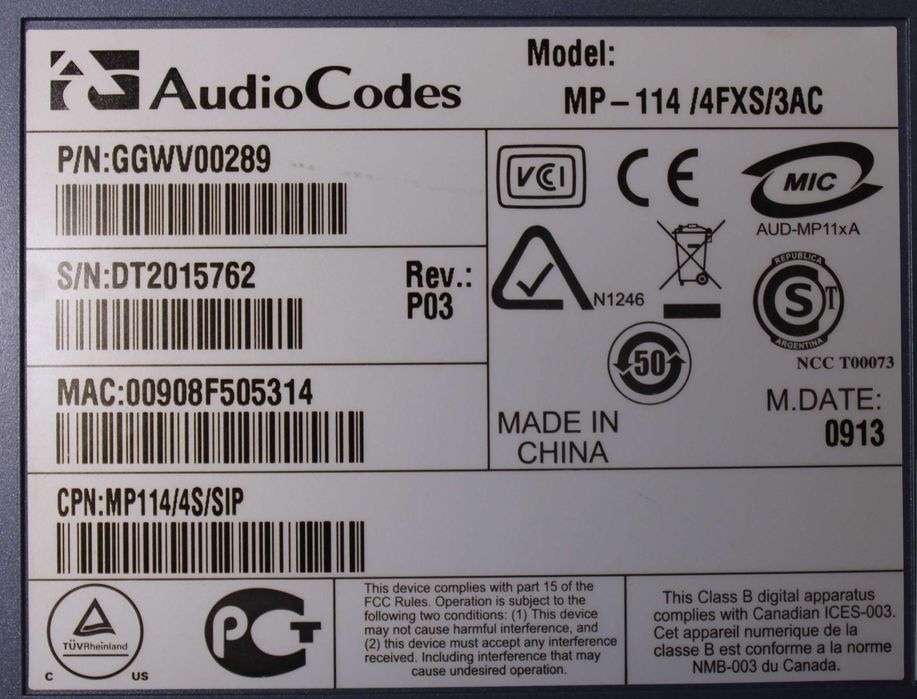 AudioCodes
Model:
MP-114 /4FXS/3AC
P/N:GGWV00289
S/N:DT2015762
Rev.:
P03
MAC:00908F505314
CPN:MP114/4S/SIP
VCI
CE
MIC
AUD-MP11xA
N1246
REPUBLICA
S T
ARGENTINA
NCC T00073
50
MADE IN
CHINA
M.DATE:
0913
TÜVRheinland
C US
PCT
This device complies with part 15 of the
FCC Rules. Operation is subject to the
following two conditions: (1) This device
may not cause harmful interference, and
(2) this device must accept any interference
received. Including interference that may
cause undesired operation.
This Class B digital apparatus
complies with Canadian ICES-003.
Cet appareil numerique de la
classe B est conforme a la norme
NMB-003 du Canada.